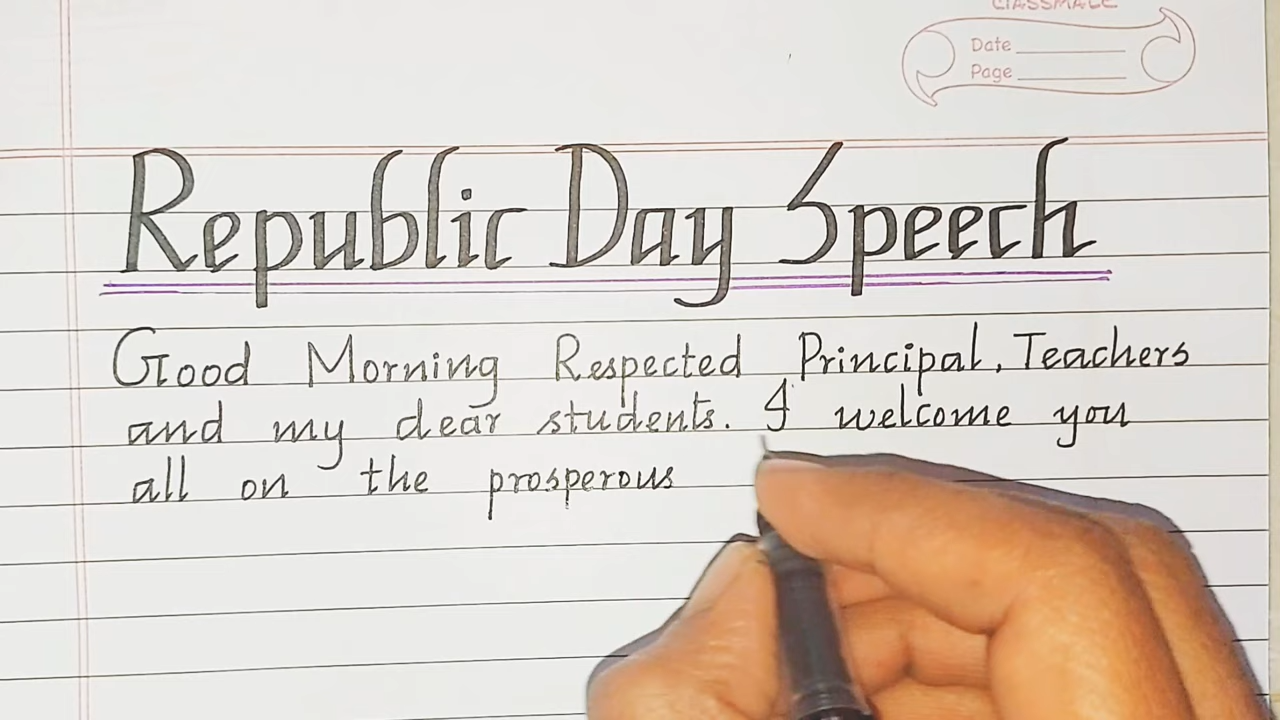 CLASSMATE
Date
Page
Republic Day Speech
Good Morning Respected Principal, Teachers
and my dear students. I welcome you
all on the prosperous